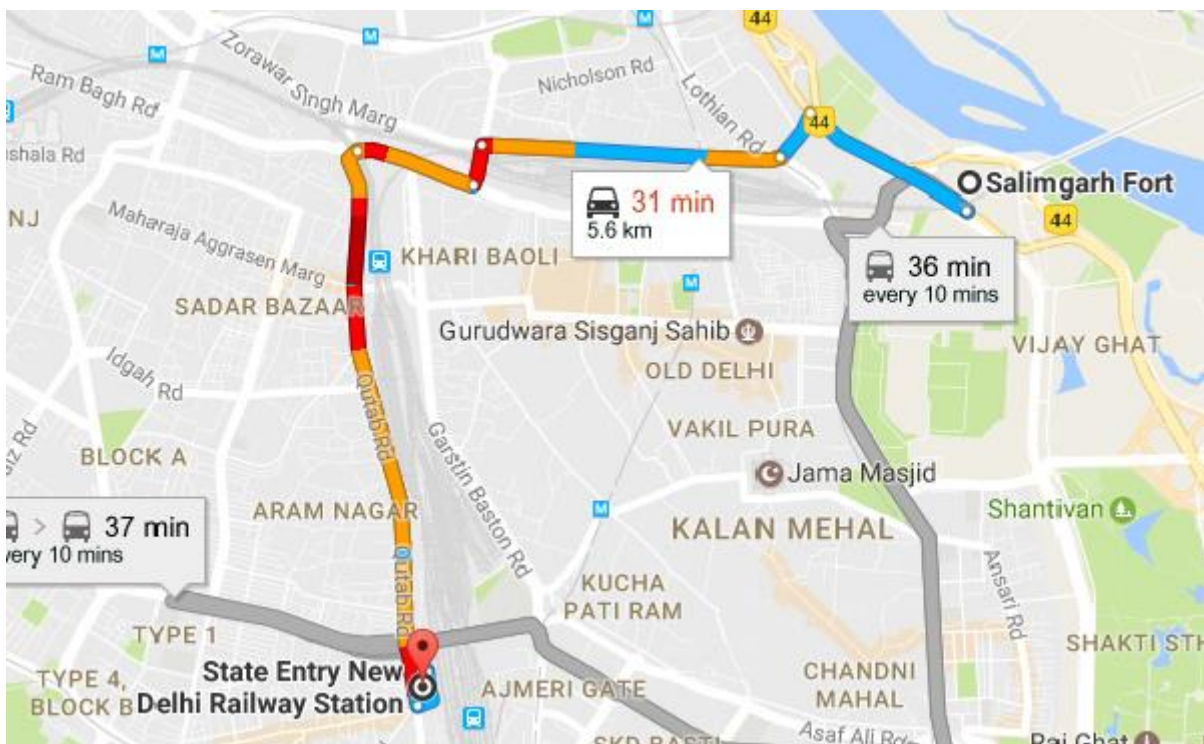 44
M
M
M
Zorawar Singh Marg
Nicholson Rd
Ram Bagh Rd
Lothian Rd
44
ushala Rd
Salimgarh Fort
31 min
5.6 km
44
NJ
Maharaja Aggrasen Marg
KHARI BAOLI
36 min
every 10 mins
M
SADAR BAZAAR
Gurudwara Sisganj Sahib
VIJAY GHAT
OLD DELHI
Idgah Rd
Qutab Rd
VAKIL PURA
Garstin Baston Rd
BLOCK A
Jama Masjid
ARAM NAGAR
M
Shantivan
KALAN MEHAL
> 37 min
very 10 mins
Qutab Rd
Ansari Rd
KUCHA
PATI RAM
TYPE 1
SHAKTI STH
State Entry New
Delhi Railway Station
TYPE 4,
BLOCK B
AJMERI GATE
CHANDNI
MAHAL
Asaf Ali Rd
Raj Ghat